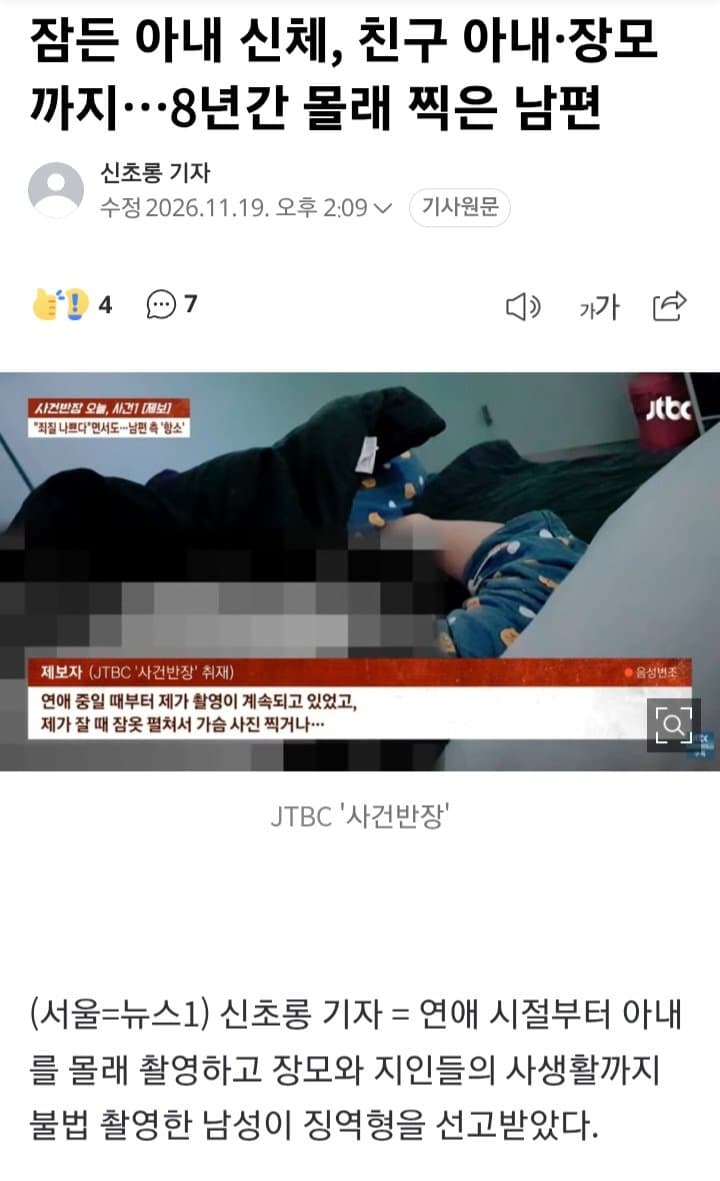 잠든 아내 신체, 친구 아내·장모
까지…8년간 몰래 찍은 남편
신초롱 기자
수정 2026.11.19. 오후 2:09
기사원문
4
7
가가
사건반장 오늘, 사건1 [제보]
"죄질 나쁘다"면서도…남편 측 '항소'
jtbc
제보자 (JTBC '사건반장' 취재)
음성변조
연애 중일 때부터 제가 촬영이 계속되고 있었고,
제가 잘 때 잠옷 펼쳐서 가슴 사진 찍거나…
JTBC '사건반장'
(서울=뉴스1) 신초롱 기자 = 연애 시절부터 아내
를 몰래 촬영하고 장모와 지인들의 사생활까지
불법 촬영한 남성이 징역형을 선고받았다.